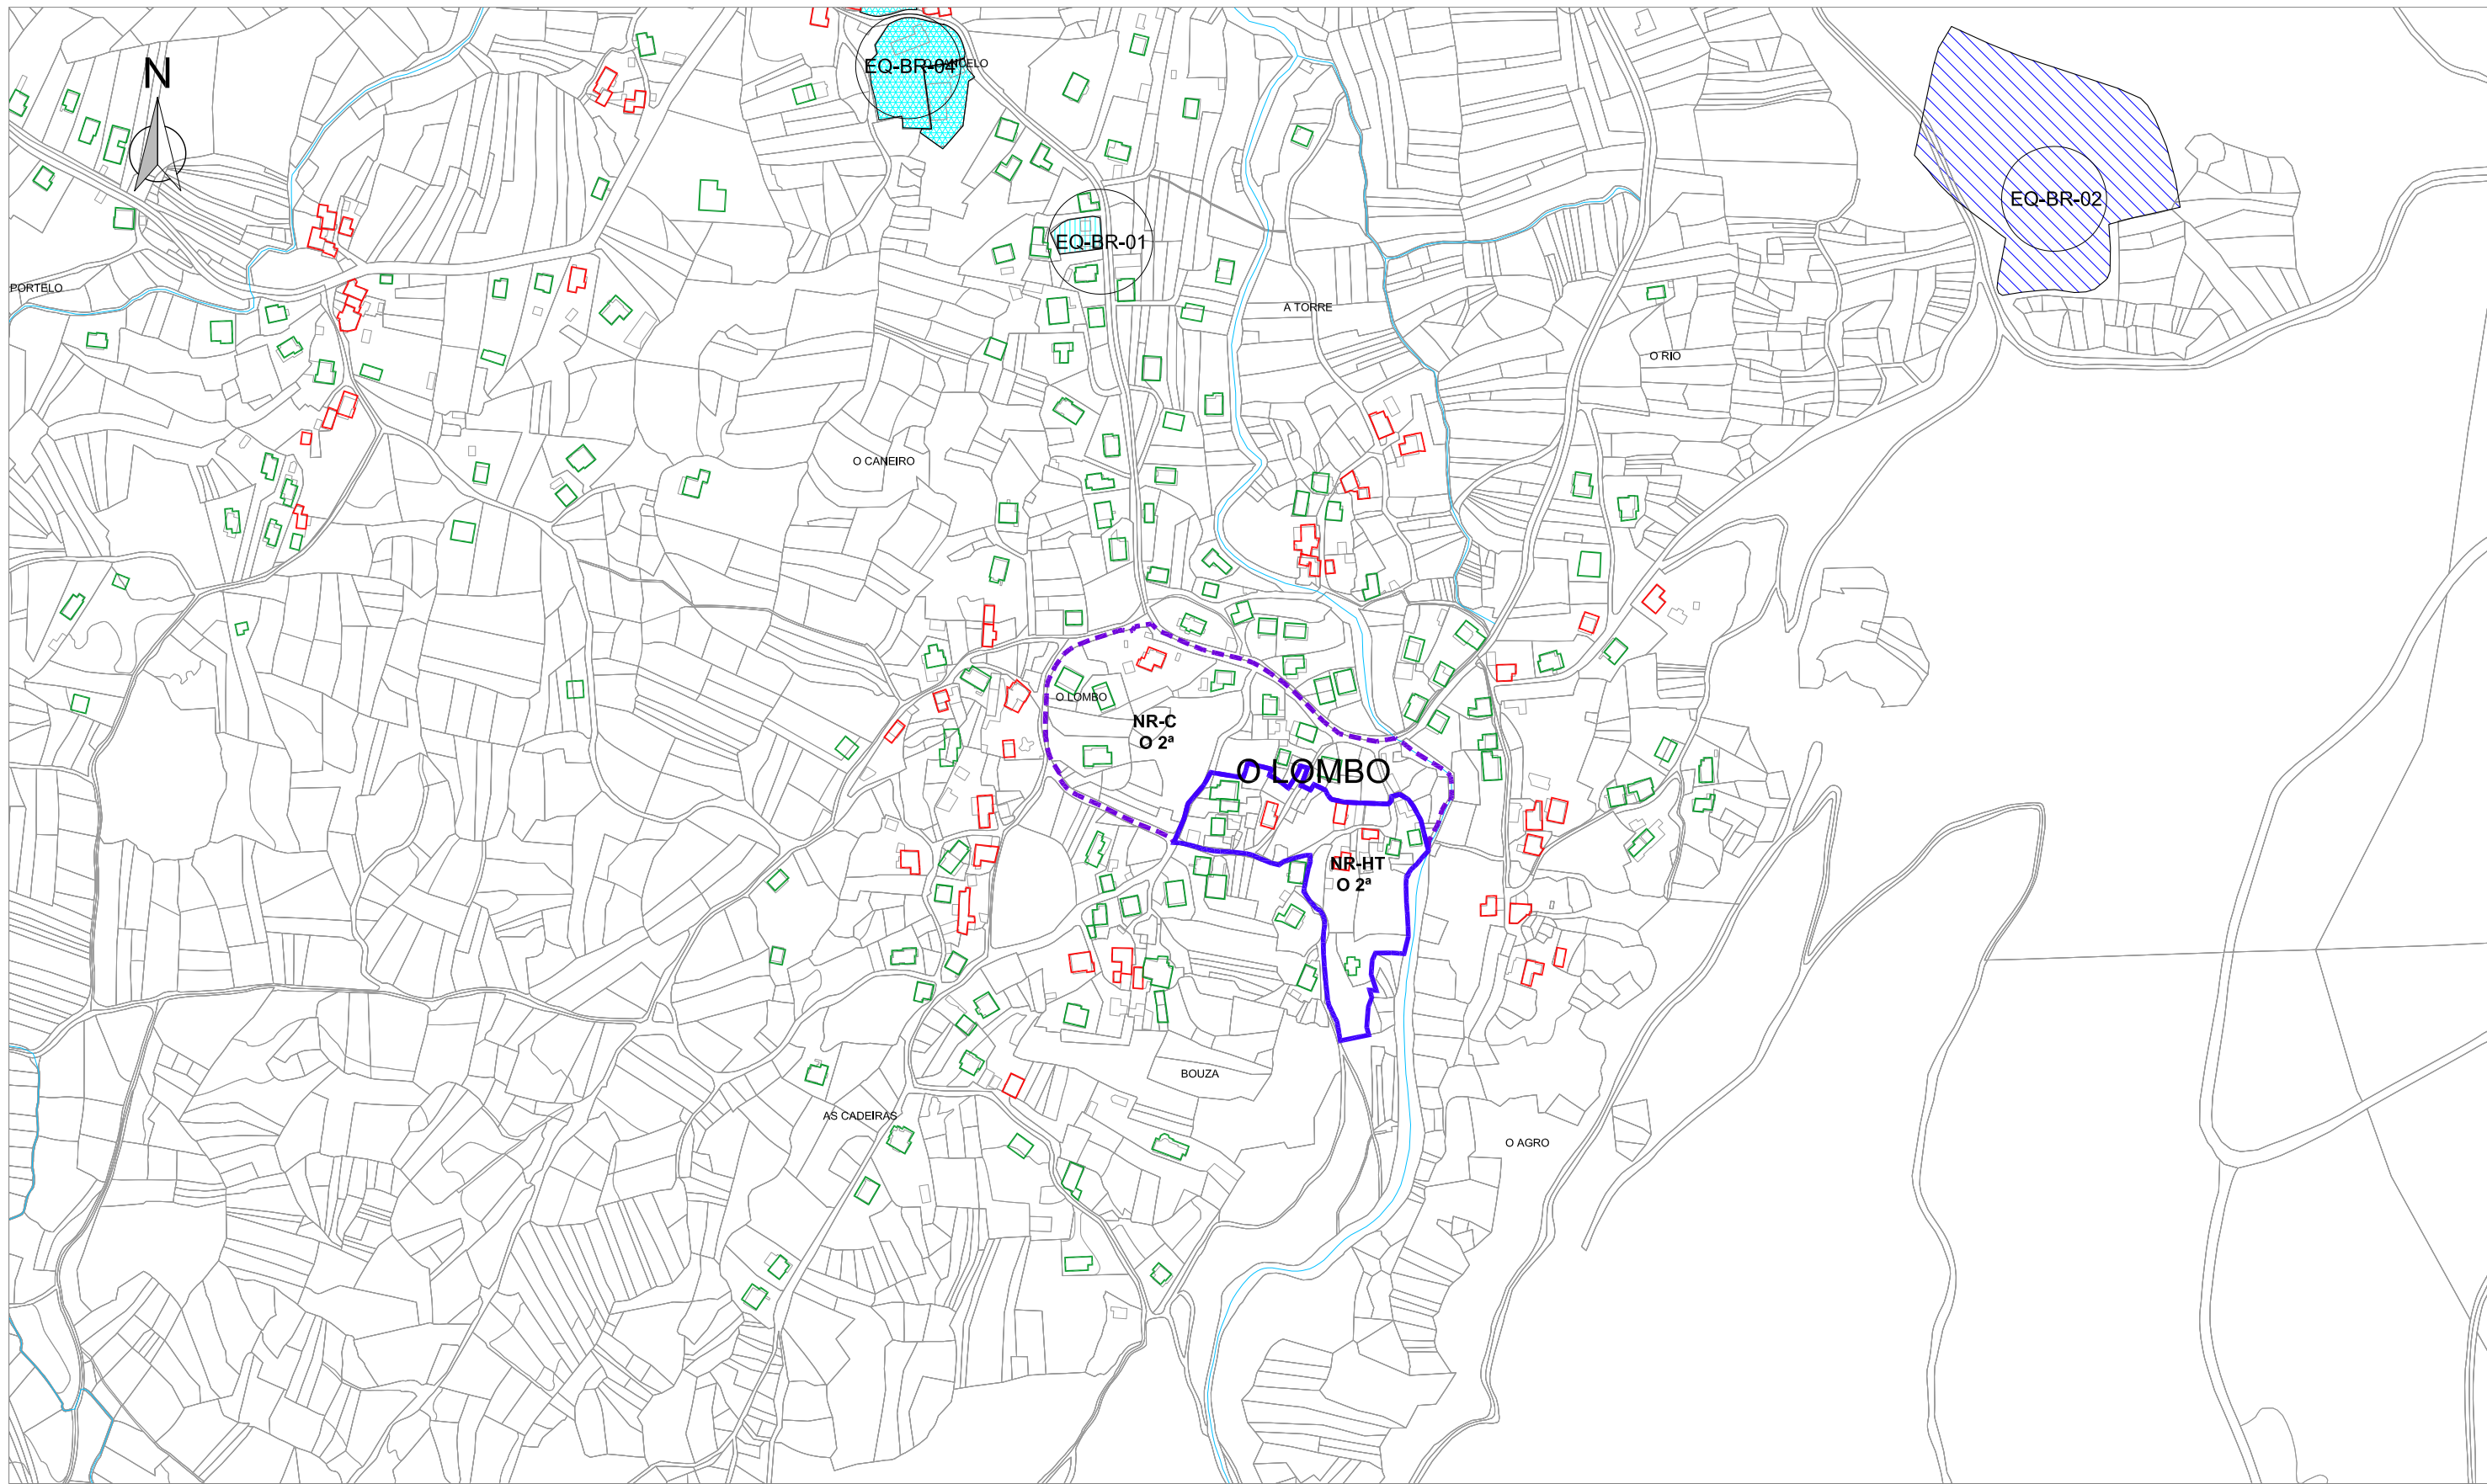 N
EQ-BR-04
EQ-BR-02
EQ-BR-01
PORTELO
A TORRE
O RIO
O CANEIRO
O LOMBO
NR-C
O 2ª
O LOMBO
NR-HT
O 2ª
BOUZA
AS CADEIRAS
O AGRO